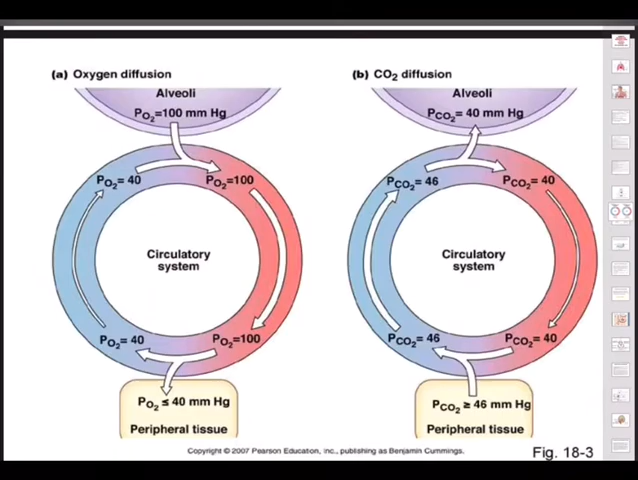 (a) Oxygen diffusion
Alveoli
PO₂=100 mm Hg
PO₂= 40
PO₂=100
Circulatory
system
PO₂= 40
PO₂=100
PO₂ ≤ 40 mm Hg
Peripheral tissue
(b) CO₂ diffusion
Alveoli
PCO₂= 40 mm Hg
PCO₂= 46
PCO₂= 40
Circulatory
system
PCO₂= 46
PCO₂= 40
PCO₂ ≥ 46 mm Hg
Peripheral tissue
Copyright © 2007 Pearson Education, Inc., publishing as Benjamin Cummings.
Fig. 18-3